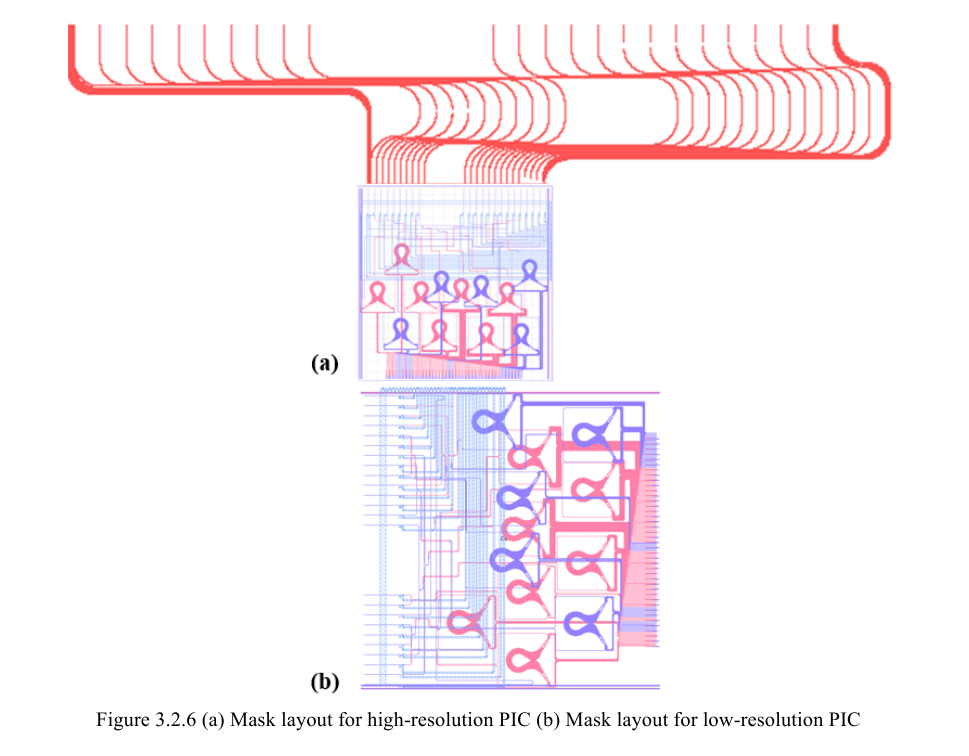 (a)
(b)
Figure 3.2.6 (a) Mask layout for high-resolution PIC (b) Mask layout for low-resolution PIC